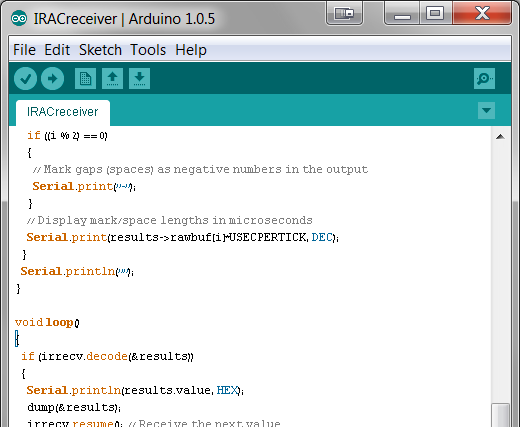 IRACreceiver | Arduino 1.0.5
File Edit Sketch Tools Help
IRACreceiver
if ((i % 2) == 0)
{
// Mark gaps (spaces) as negative numbers in the output
Serial.print("-");
}
// Display mark/space lengths in microseconds
Serial.print(results->rawbuf[i]*USECPERTICK, DEC);
}
Serial.println("");
}
void loop()
{
if (irrecv.decode(&results))
{
Serial.println(results.value, HEX);
dump(&results);
irrecv.resume(); // Receive the next value